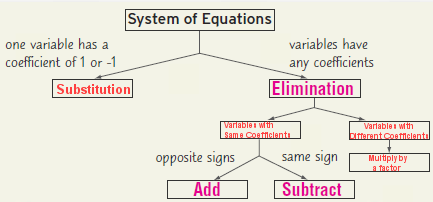 System of Equations
one variable has a
coefficient of 1 or -1
variables have
any coefficients
Substitution
Elimination
Variables with
Same Coefficients
Variables with
Different Coefficients
opposite signs
same sign
Multiply by
a factor
Add
Subtract